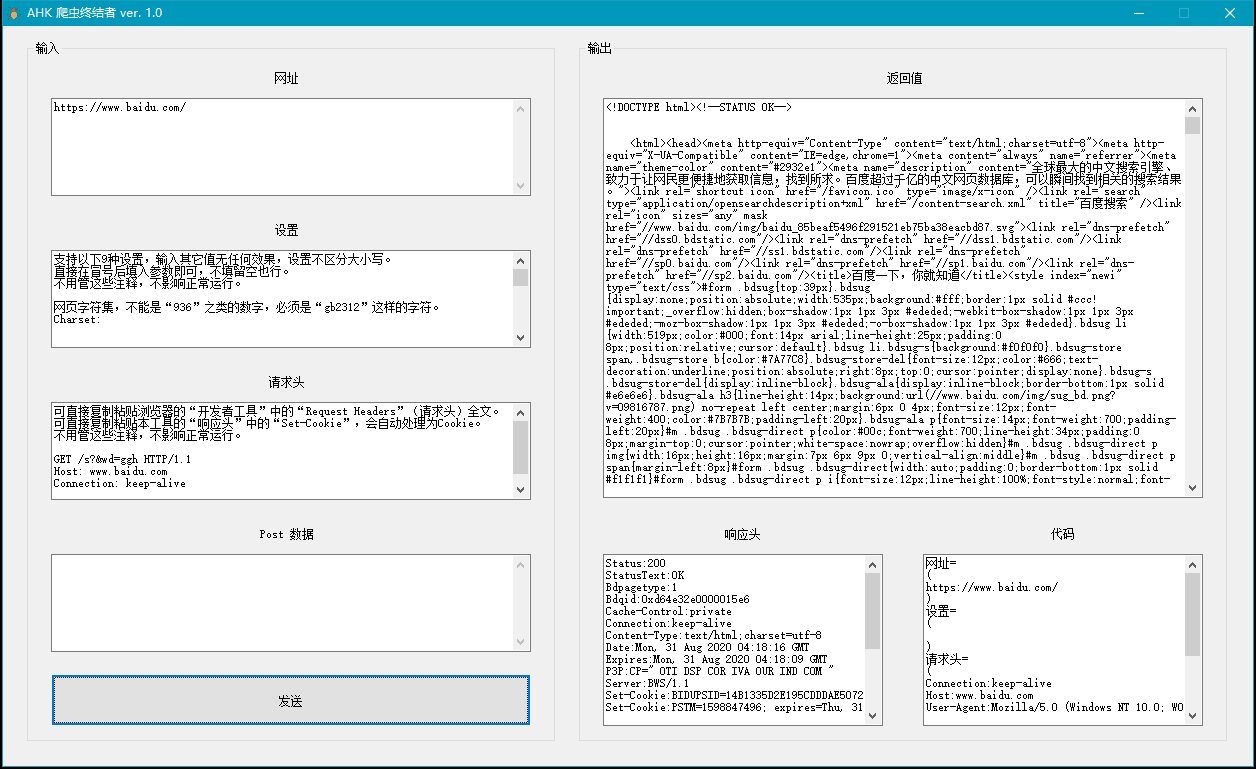 AHK 爬虫终结者 ver. 1.0
输入
网址
https://www.baidu.com/
设置
支持以下9种设置，输入其它值无任何效果，设置不区分大小写。
直接在冒号后填入参数即可，不填留空也行。
不用管这些注释，不影响正常运行。
网页字符集，不能是“936”之类的数字，必须是“gb2312”这样的字符。
Charset:
请求头
可直接复制粘贴浏览器的“开发者工具”中的“Request Headers”（请求头）全文。
可直接复制粘贴本工具的“响应头”中的“Set-Cookie”，会自动处理为Cookie。
不用管这些注释，不影响正常运行。
GET /s?&wd=ggh HTTP/1.1
Host: www.baidu.com
Connection: keep-alive
Post 数据
发送
输出
返回值
<!DOCTYPE html><!--STATUS OK-->
<html><head><meta http-equiv="Content-Type" content="text/html;charset=utf-8"><meta http-
equiv="X-UA-Compatible" content="IE=edge,chrome=1"><meta content="always" name="referrer"><meta
name="theme-color" content="#2932e1"><meta name="description" content="全球最大的中文搜索引擎、
致力于让网民更便捷地获取信息，找到所求。百度超过千亿的中文网页数据库，可以瞬间找到相关的搜索结果
。"><link rel="shortcut icon" href="/favicon.ico" type="image/x-icon" /><link rel="search"
type="application/opensearchdescription+xml" href="/content-search.xml" title="百度搜索" /><link
rel="icon" sizes="any" mask
href="//www.baidu.com/img/baidu_85beaf5496f291521eb75ba38eacbd87.svg"><link rel="dns-prefetch"
href="//dss0.bdstatic.com"/><link rel="dns-prefetch" href="//dss1.bdstatic.com"/><link
rel="dns-prefetch" href="//ss1.bdstatic.com"/><link rel="dns-prefetch"
href="//sp0.baidu.com"/><link rel="dns-prefetch" href="//sp1.baidu.com"/><link rel="dns-
prefetch" href="//sp2.baidu.com"/><title>百度一下，你就知道</title><style index="newi"
type="text/css">#form .bdsug{top:39px}.bdsug
{display:none;position:absolute;width:535px;background:#fff;border:1px solid #ccc!
important;_overflow:hidden;box-shadow:1px 1px 3px #ededed;-webkit-box-shadow:1px 1px 3px
#ededed;-moz-box-shadow:1px 1px 3px #ededed;-o-box-shadow:1px 1px 3px #ededed}.bdsug li
{width:519px;color:#000;font:14px arial;line-height:25px;padding:0
8px;position:relative;cursor:default}.bdsug li.bdsug-s{background:#f0f0f0}.bdsug-store
span,.bdsug-store b{color:#7A77C8}.bdsug-store-del{font-size:12px;color:#666;text-
decoration:underline;position:absolute;right:8px;top:0;cursor:pointer;display:none}.bdsug-s
.bdsug-store-del{display:inline-block}.bdsug-ala{display:inline-block;border-bottom:1px solid
#e6e6e6}.bdsug-ala h3{line-height:14px;background:url(//www.baidu.com/img/sug_bd.png?
v=09816787.png) no-repeat left center;margin:6px 0 4px;font-size:12px;font-
weight:400;color:#7B7B7B;padding-left:20px}.bdsug-ala p{font-size:14px;font-weight:700;padding-
left:20px}#m .bdsug .bdsug-direct p{color:#00c;font-weight:700;line-height:34px;padding:0
8px;margin-top:0;cursor:pointer;white-space:nowrap;overflow:hidden}#m .bdsug .bdsug-direct p
img{width:16px;height:16px;margin:7px 6px 9px 0;vertical-align:middle}#m .bdsug .bdsug-direct p
span{margin-left:8px}#form .bdsug .bdsug-direct{width:auto;padding:0;border-bottom:1px solid
#f1f1f1}#form .bdsug .bdsug-direct p i{font-size:12px;line-height:100%;font-style:normal;font-
响应头
Status:200
StatusText:OK
Bdpagetype:1
Bdqid:0xd64e32e0000015e6
Cache-Control:private
Connection:keep-alive
Content-Type:text/html;charset=utf-8
Date:Mon, 31 Aug 2020 04:18:16 GMT
Expires:Mon, 31 Aug 2020 04:18:09 GMT
P3P:CP=" OTI DSP COR IVA OUR IND COM "
Server:BWS/1.1
Set-Cookie:BIDUPSID=14B1335D2E195CDDDAE5072
Set-Cookie:PSTM=1598847496; expires=Thu, 31
代码
网址=
(
https://www.baidu.com/
)
设置=
(
)
请求头=
(
Connection:keep-alive
Host:www.baidu.com
User-Agent:Mozilla/5.0 (Windows NT 10.0; WO